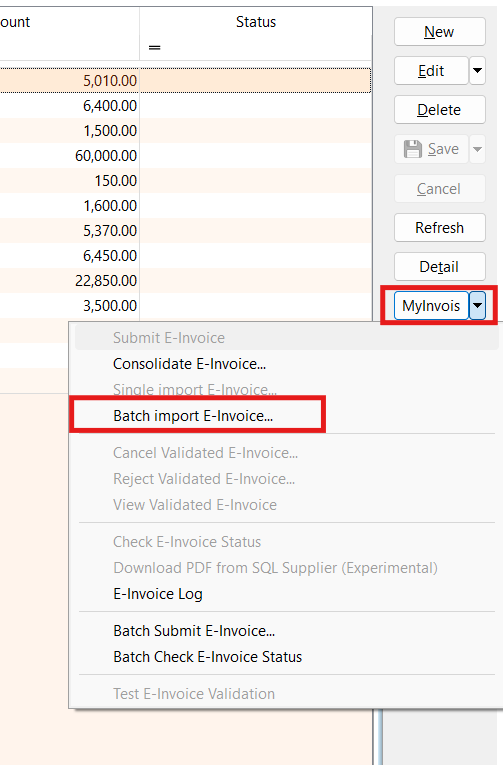 ount Status
=
5,010.00
6,400.00
1,500.00
60,000.00
150.00
1,600.00
5,370.00
6,450.00
22,850.00
3,500.00
New
Edit
Delete
Save
Cancel
Refresh
Detail
MyInvois
Submit E-Invoice
Consolidate E-Invoice...
Single import E-Invoice...
Batch import E-Invoice...
Cancel Validated E-Invoice...
Reject Validated E-Invoice...
View Validated E-Invoice
Check E-Invoice Status
Download PDF from SQL Supplier (Experimental)
E-Invoice Log
Batch Submit E-Invoice...
Batch Check E-Invoice Status
Test E-Invoice Validation